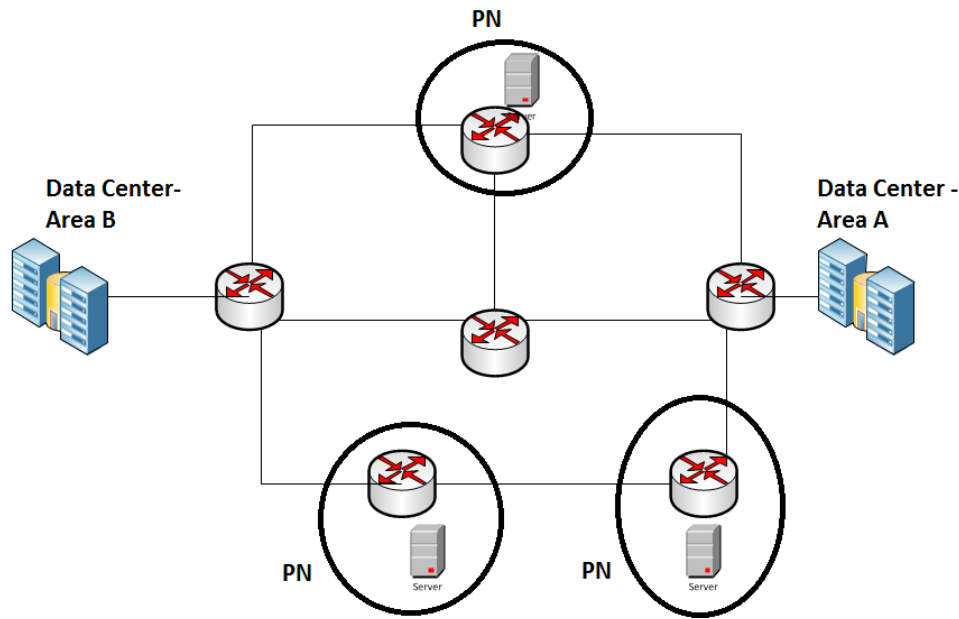 PN
Data Center-
Area B
Data Center -
Area A
PN
Server
PN
Server